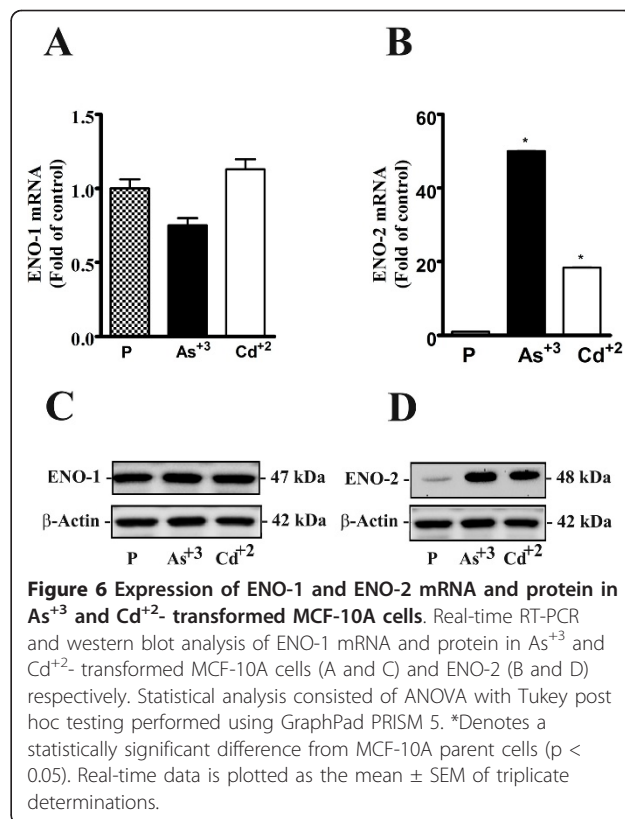 A
B
1.5
1.0
0.5
0.0
ENO-1 mRNA
(Fold of control)
P As+3 Cd+2
60
40
20
0
ENO-2 mRNA
(Fold of control)
* *
P As+3 Cd+2
C
D
ENO-1 - 47 kDa
β-Actin - 42 kDa
P As+3 Cd+2
ENO-2 - 48 kDa
β-Actin - 42 kDa
P As+3 Cd+2
Figure 6 Expression of ENO-1 and ENO-2 mRNA and protein in
As+3 and Cd+2- transformed MCF-10A cells. Real-time RT-PCR
and western blot analysis of ENO-1 mRNA and protein in As+3 and
Cd+2- transformed MCF-10A cells (A and C) and ENO-2 (B and D)
respectively. Statistical analysis consisted of ANOVA with Tukey post
hoc testing performed using GraphPad PRISM 5. *Denotes a
statistically significant difference from MCF-10A parent cells (p <
0.05). Real-time data is plotted as the mean ± SEM of triplicate
determinations.